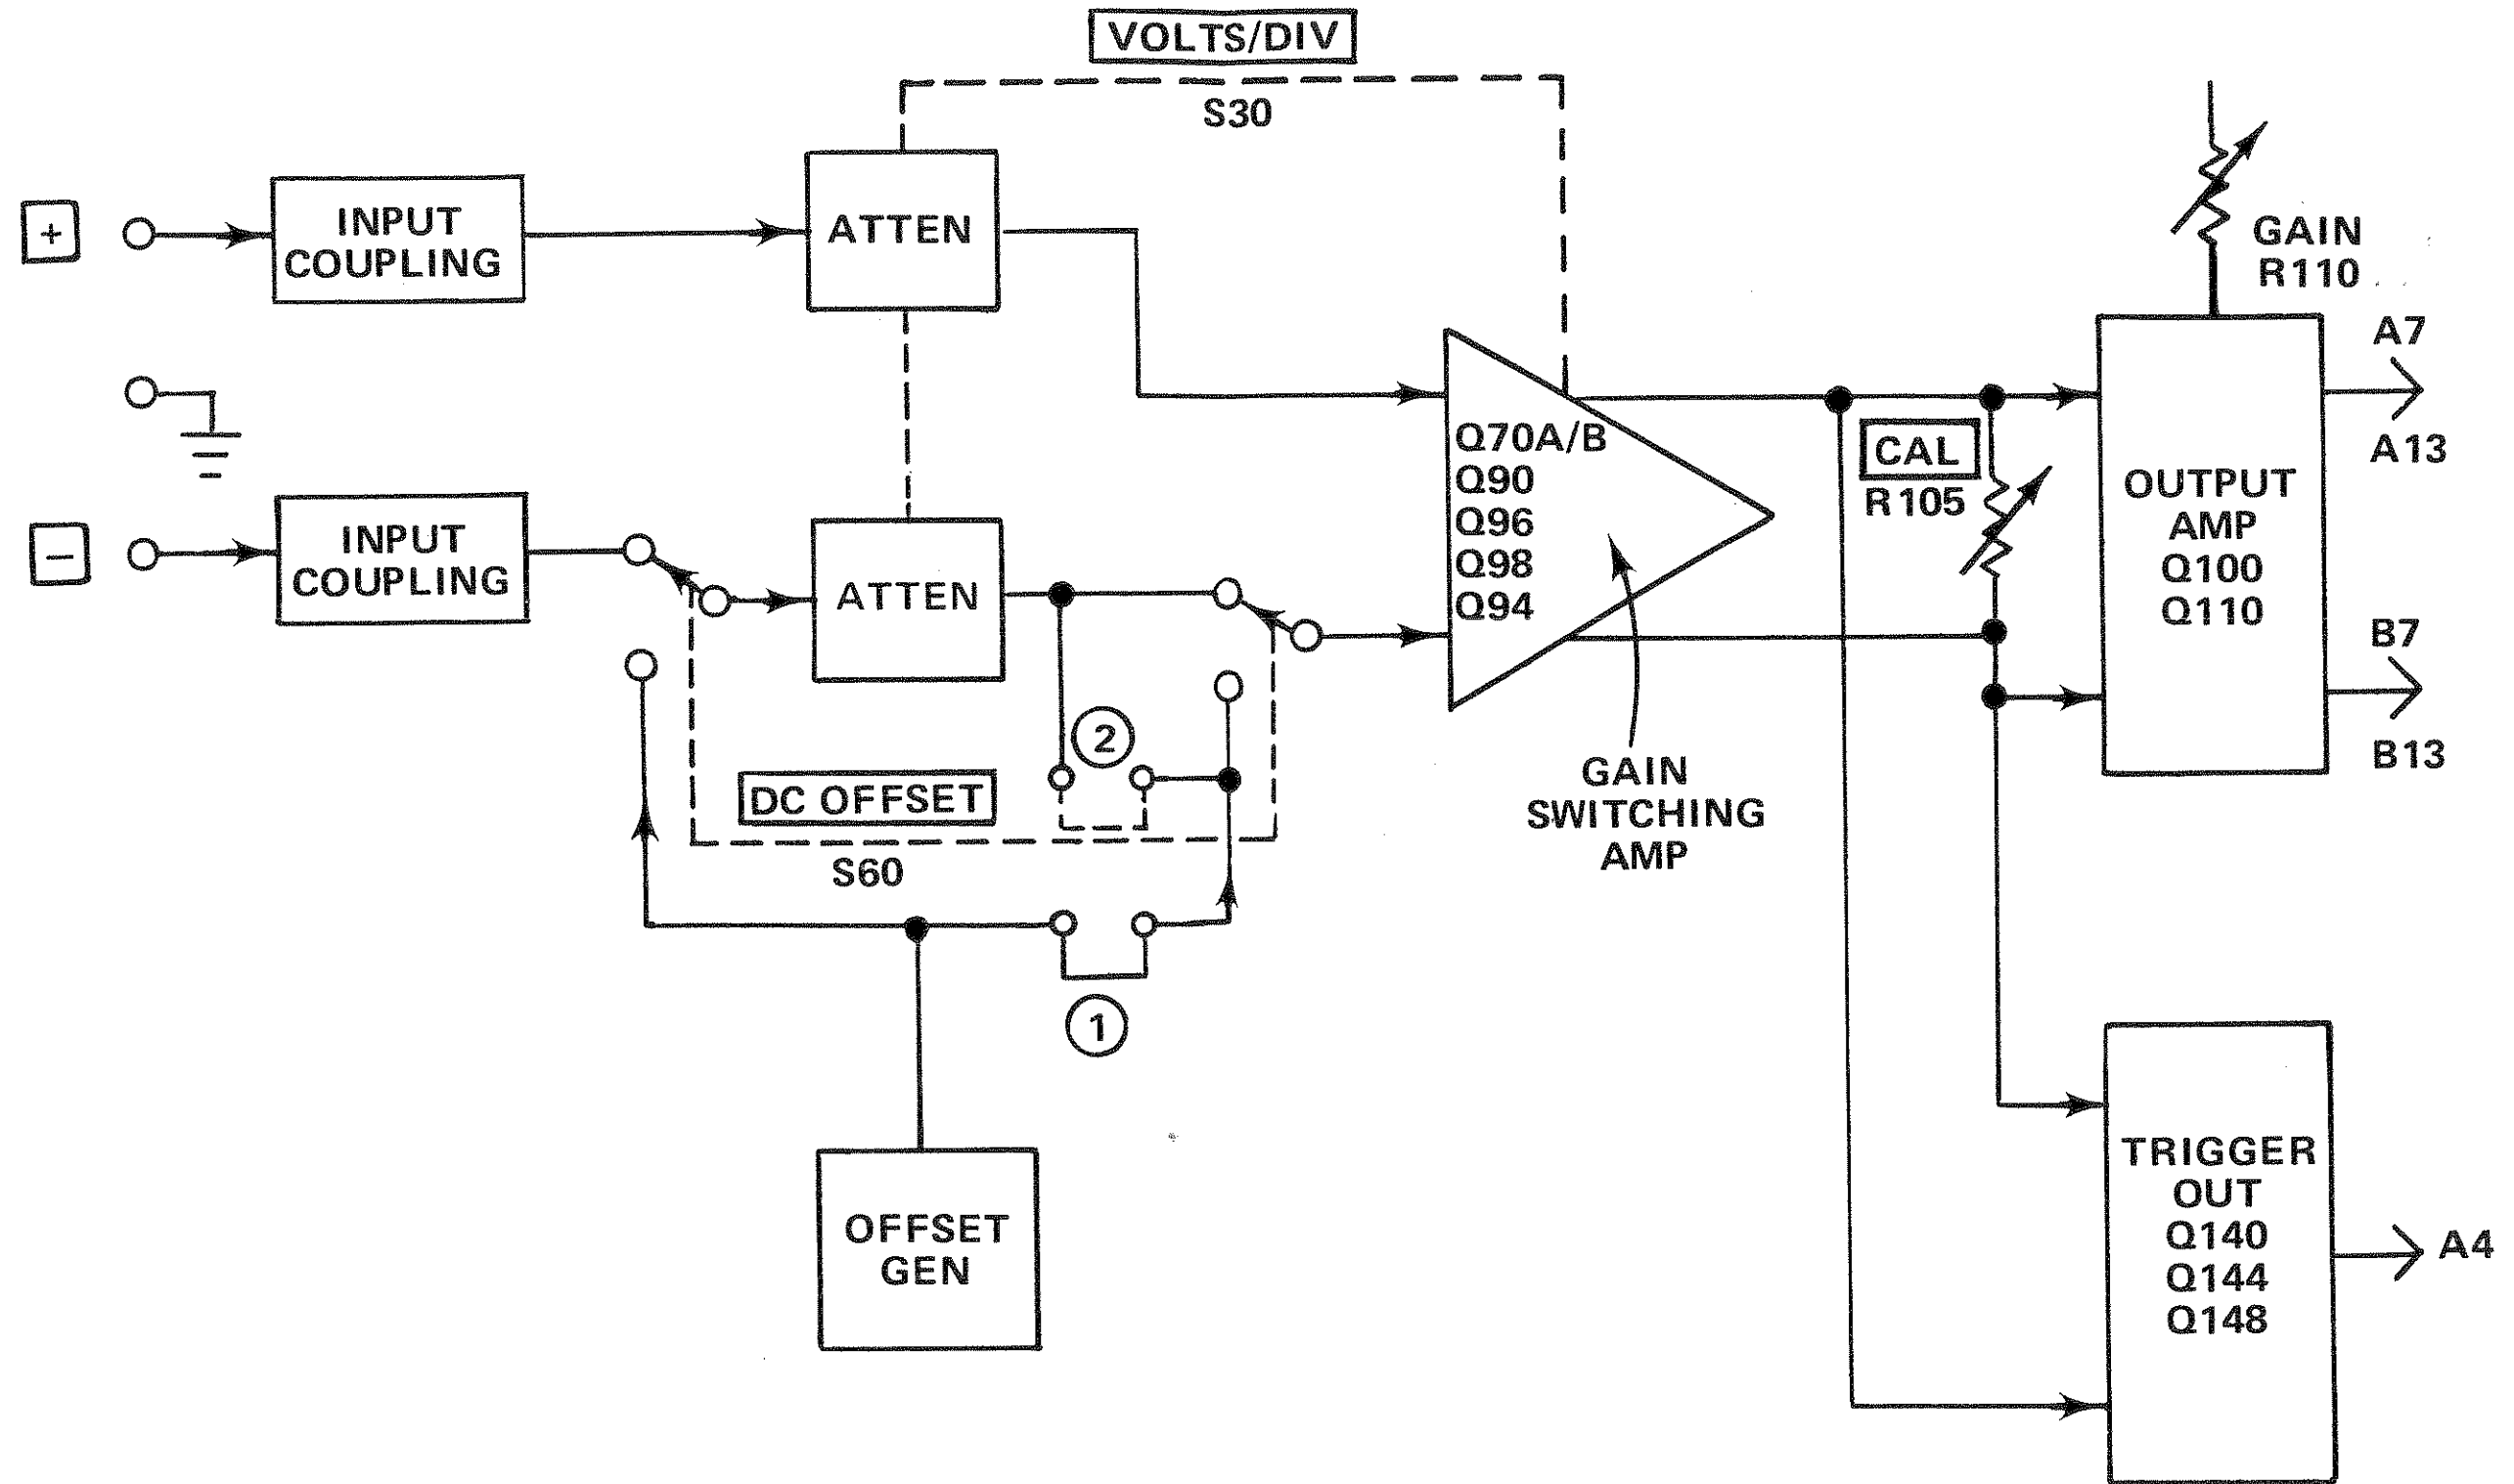 VOLTS/DIV
S30
+
INPUT
COUPLING
ATTEN
GAIN
R110
A7
A13
CAL
R105
Q70A/B
Q90
Q96
Q98
Q94
OUTPUT
AMP
Q100
Q110
–
INPUT
COUPLING
ATTEN
B7
B13
2
DC OFFSET
S60
GAIN
SWITCHING
AMP
1
OFFSET
GEN
TRIGGER
OUT
Q140
Q144
Q148
A4